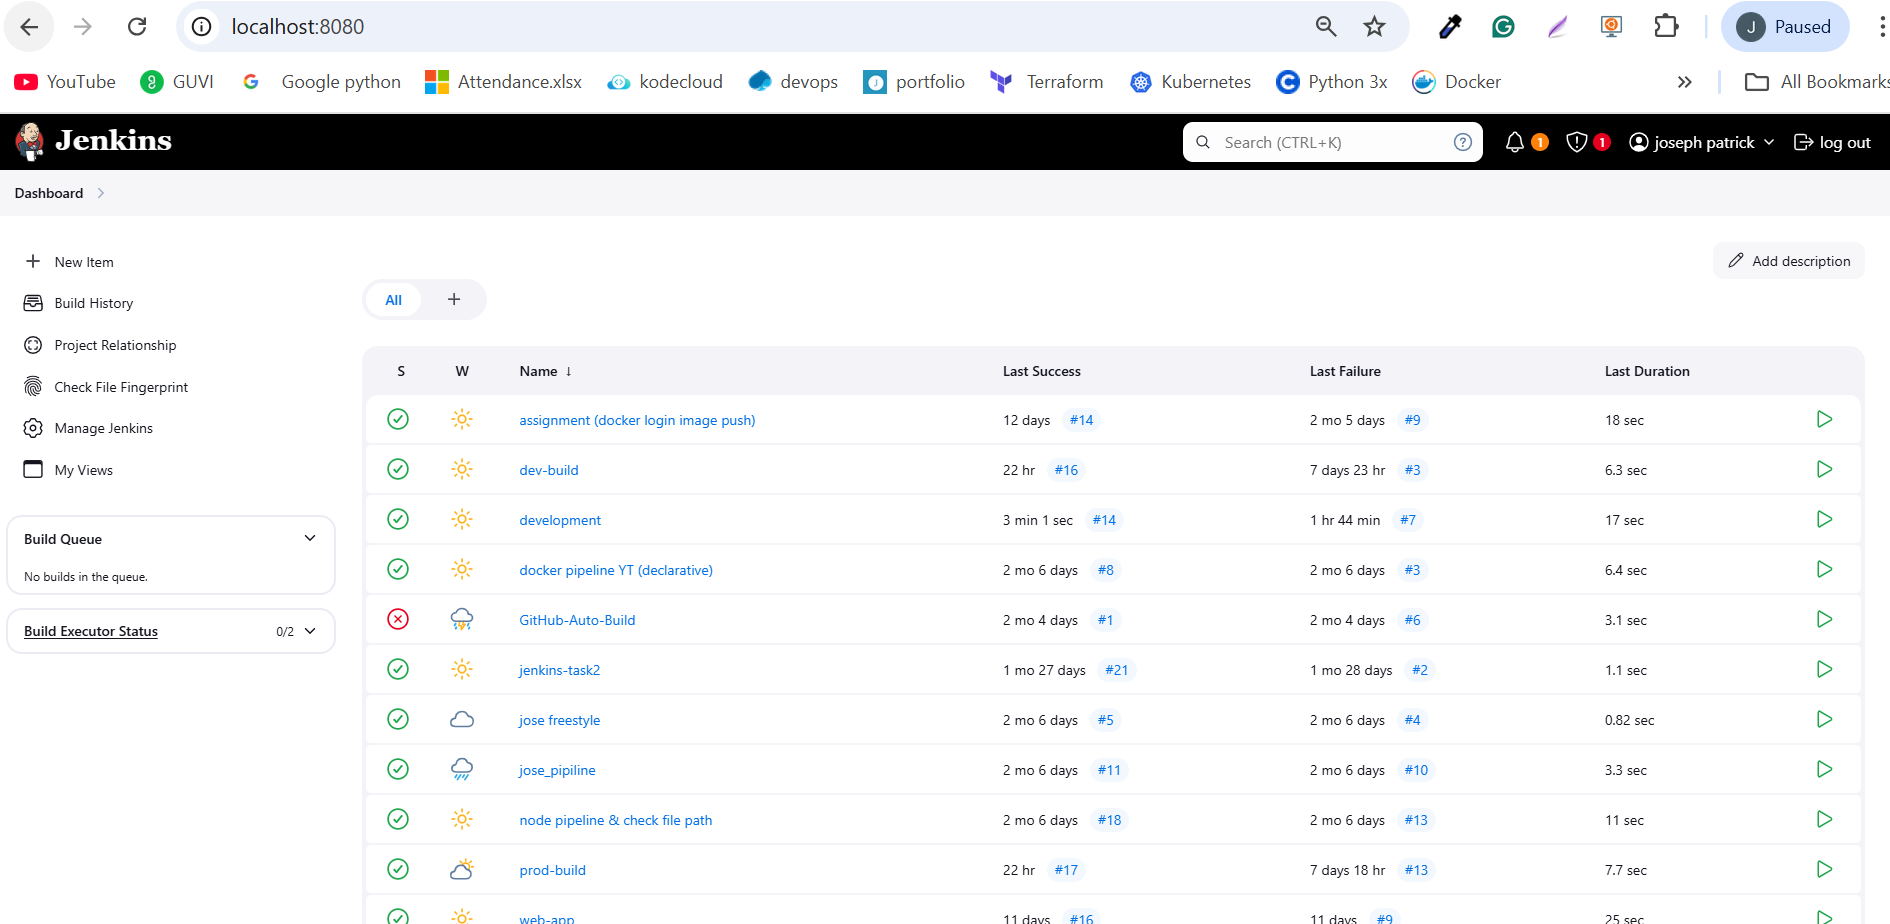 localhost:8080
J Paused
YouTube GUVI Google python Attendance.xlsx kodecloud devops portfolio Terraform Kubernetes Python 3x Docker » All Bookmarks
Jenkins
Search (CTRL+K)
1
1
joseph patrick
log out
Dashboard
New Item
Build History
Project Relationship
Check File Fingerprint
Manage Jenkins
My Views
Build Queue
No builds in the queue.
Build Executor Status 0/2
Add description
All +
S W Name ↓ Last Success Last Failure Last Duration
assignment (docker login image push) 12 days #14 2 mo 5 days #9 18 sec
dev-build 22 hr #16 7 days 23 hr #3 6.3 sec
development 3 min 1 sec #14 1 hr 44 min #7 17 sec
docker pipeline YT (declarative) 2 mo 6 days #8 2 mo 6 days #3 6.4 sec
GitHub-Auto-Build 2 mo 4 days #1 2 mo 4 days #6 3.1 sec
jenkins-task2 1 mo 27 days #21 1 mo 28 days #2 1.1 sec
jose freestyle 2 mo 6 days #5 2 mo 6 days #4 0.82 sec
jose_pipiline 2 mo 6 days #11 2 mo 6 days #10 3.3 sec
node pipeline & check file path 2 mo 6 days #18 2 mo 6 days #13 11 sec
prod-build 22 hr #17 7 days 18 hr #13 7.7 sec
web-app 11 days #16 11 days #9 25 sec